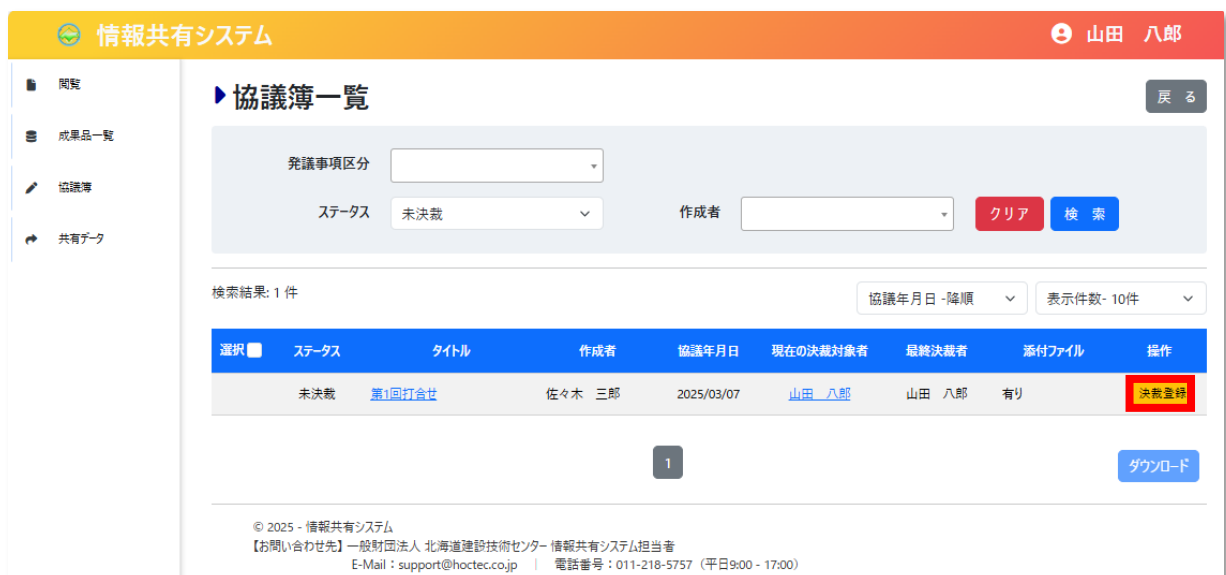 情報共有システム
山田　八郎
閲覧
成果品一覧
協議簿
共有データ
協議簿一覧
戻 る
発議事項区分
ステータス 未決裁 作成者 クリア 検 索
検索結果: 1 件
協議年月日 -降順 表示件数- 10件
選択 ステータス タイトル 作成者 協議年月日 現在の決裁対象者 最終決裁者 添付ファイル 操作
未決裁 第1回打合せ 佐々木　三郎 2025/03/07 山田　八郎 山田　八郎 有り 決裁登録
1
ダウンロード
© 2025 - 情報共有システム
【お問い合わせ先】一般財団法人 北海道建設技術センター 情報共有システム担当者
E-Mail：support@hoctec.co.jp ｜ 電話番号：011-218-5757（平日9:00 - 17:00）